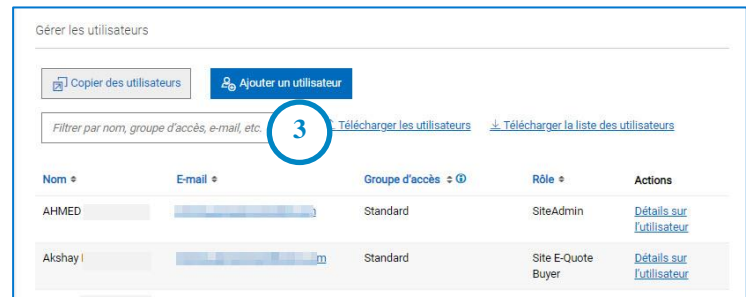 Gérer les utilisateurs
Copier des utilisateurs
Ajouter un utilisateur
Filtrer par nom, groupe d'accès, e-mail, etc.
3
Télécharger les utilisateurs
Télécharger la liste des utilisateurs
Nom
E-mail
Groupe d'accès
Rôle
Actions
AHMED
Standard
SiteAdmin
Détails sur
l'utilisateur
Akshay
m
Standard
Site E-Quote
Buyer
Détails sur
l'utilisateur